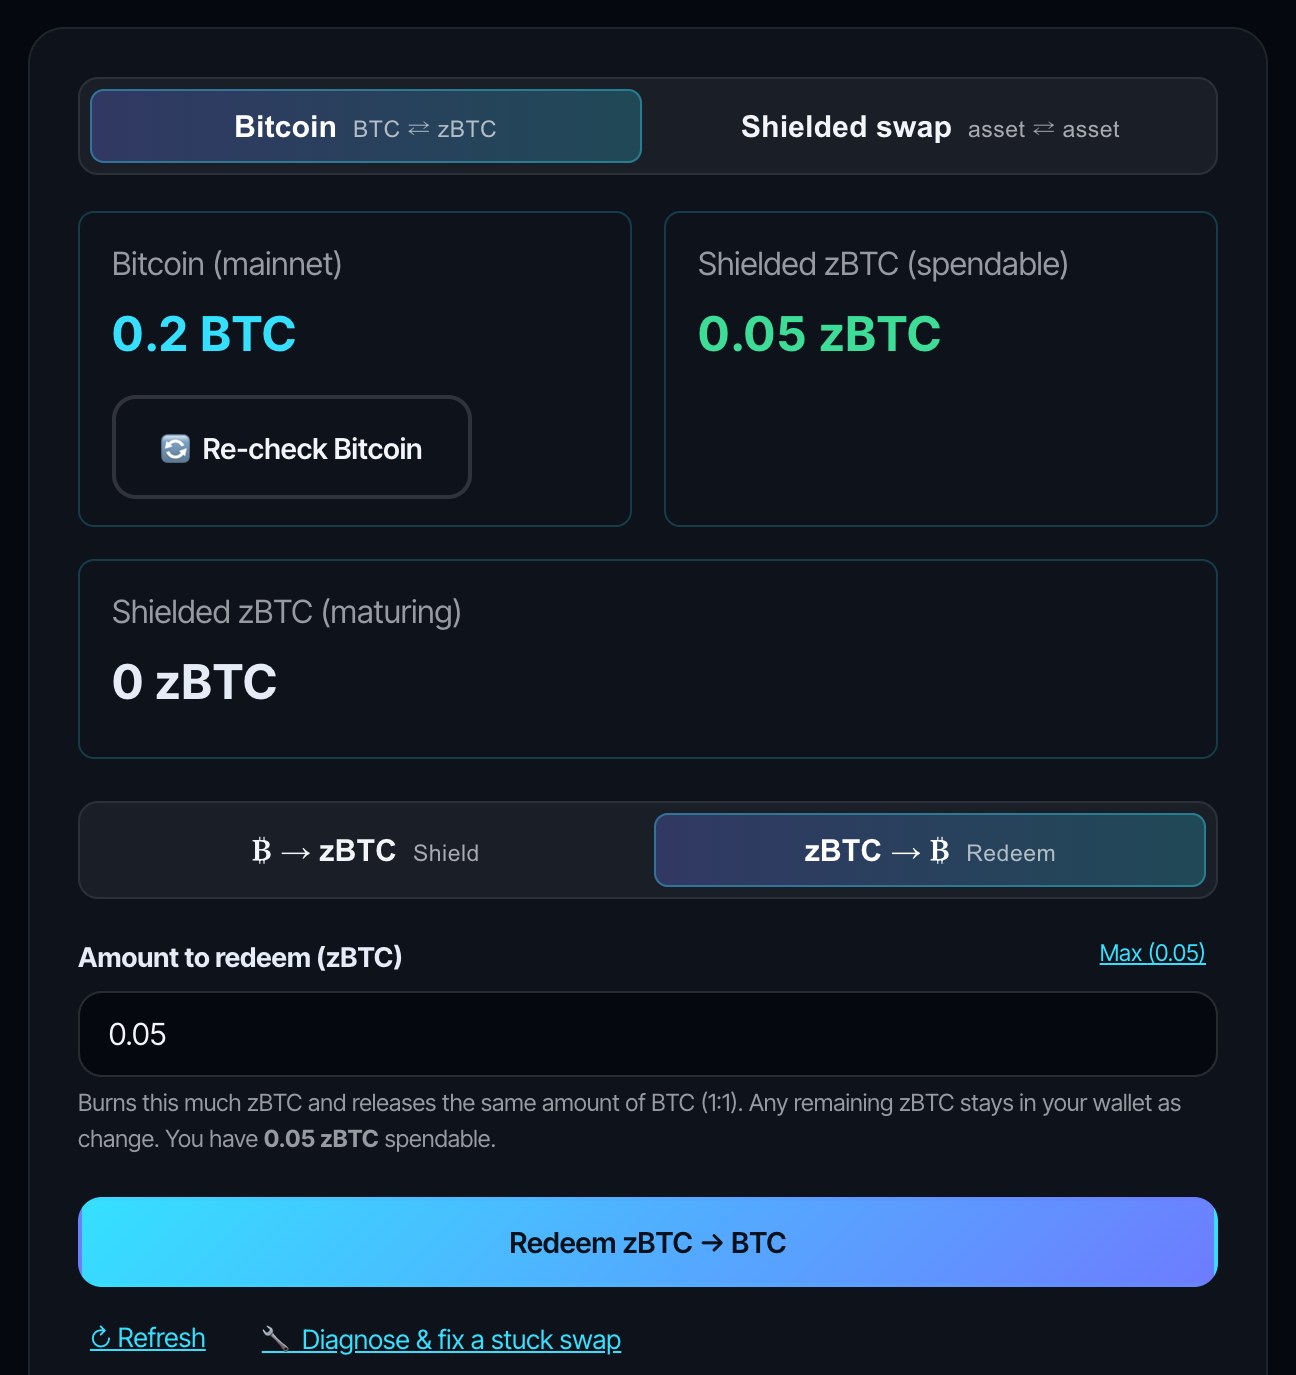 Bitcoin BTC ⇄ zBTC
Shielded swap asset ⇄ asset
Bitcoin (mainnet)
0.2 BTC
🔄 Re-check Bitcoin
Shielded zBTC (spendable)
0.05 zBTC
Shielded zBTC (maturing)
0 zBTC
₿ → zBTC Shield
zBTC → ₿ Redeem
Amount to redeem (zBTC)
Max (0.05)
0.05
Burns this much zBTC and releases the same amount of BTC (1:1). Any remaining zBTC stays in your wallet as
change. You have 0.05 zBTC spendable.
Redeem zBTC → BTC
↻ Refresh
🔧 Diagnose & fix a stuck swap